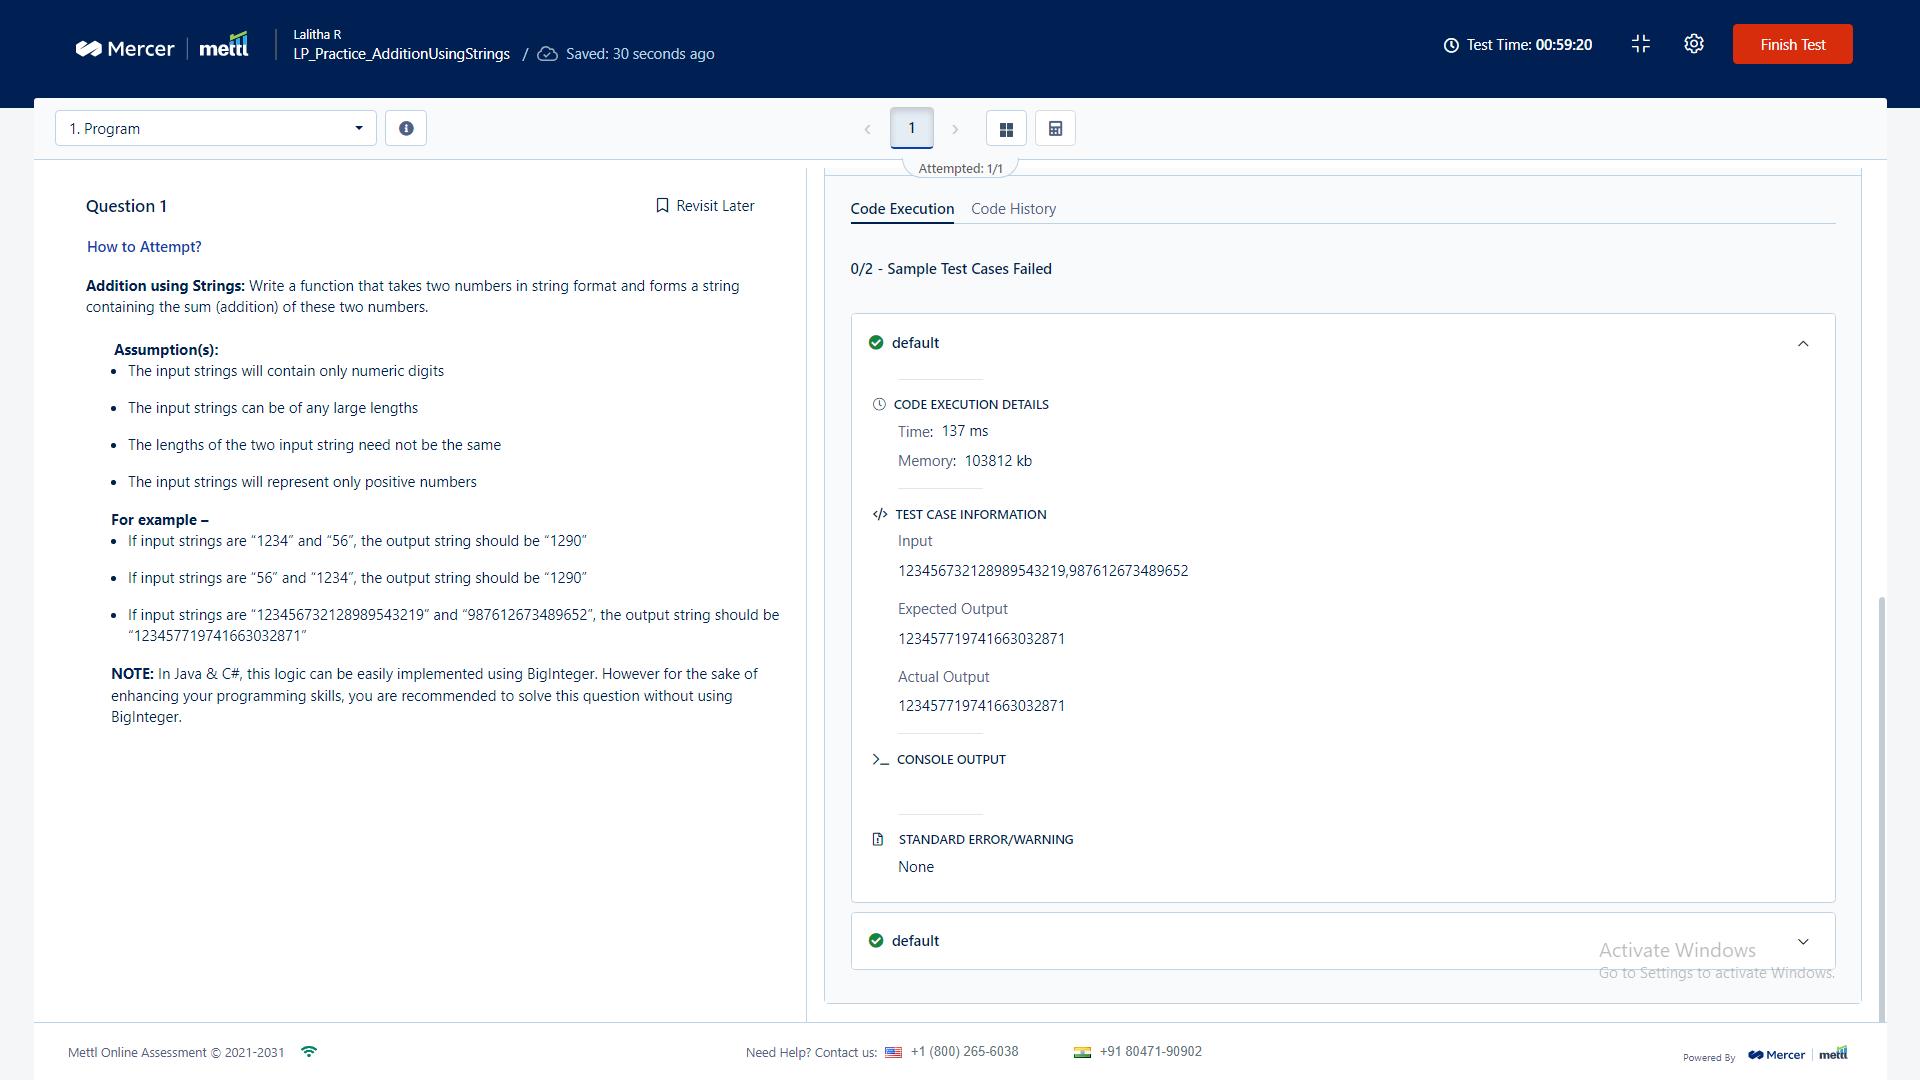 Mercer | mettl
Lalitha R
LP_Practice_AdditionUsingStrings / Saved: 30 seconds ago
Test Time: 00:59:20
Finish Test
1. Program
1
Attempted: 1/1
Question 1
Revisit Later
How to Attempt?
Addition using Strings: Write a function that takes two numbers in string format and forms a string
containing the sum (addition) of these two numbers.
Assumption(s):
• The input strings will contain only numeric digits
• The input strings can be of any large lengths
• The lengths of the two input string need not be the same
• The input strings will represent only positive numbers
For example –
• If input strings are “1234” and “56”, the output string should be “1290”
• If input strings are “56” and “1234”, the output string should be “1290”
• If input strings are “123456732128989543219” and “987612673489652”, the output string should be
“123457719741663032871”
NOTE: In Java & C#, this logic can be easily implemented using BigInteger. However for the sake of
enhancing your programming skills, you are recommended to solve this question without using
BigInteger.
Code Execution
Code History
0/2 - Sample Test Cases Failed
default
CODE EXECUTION DETAILS
Time: 137 ms
Memory: 103812 kb
</> TEST CASE INFORMATION
Input
123456732128989543219,987612673489652
Expected Output
123457719741663032871
Actual Output
123457719741663032871
CONSOLE OUTPUT
STANDARD ERROR/WARNING
None
default
Activate Windows
Go to Settings to activate Windows.
Mettl Online Assessment © 2021-2031
Need Help? Contact us: +1 (800) 265-6038
+91 80471-90902
Powered By Mercer | mettl